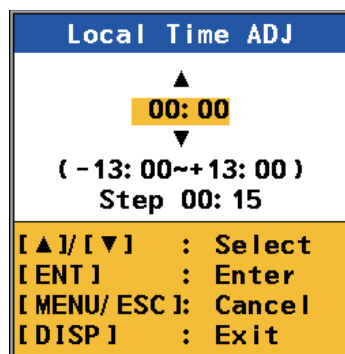 Local Time ADJ
▲
00:00
▼
(-13:00~+13:00)
Step 00:15
[▲]/[▼] : Select
[ENT] : Enter
[MENU/ESC]: Cancel
[DISP] : Exit